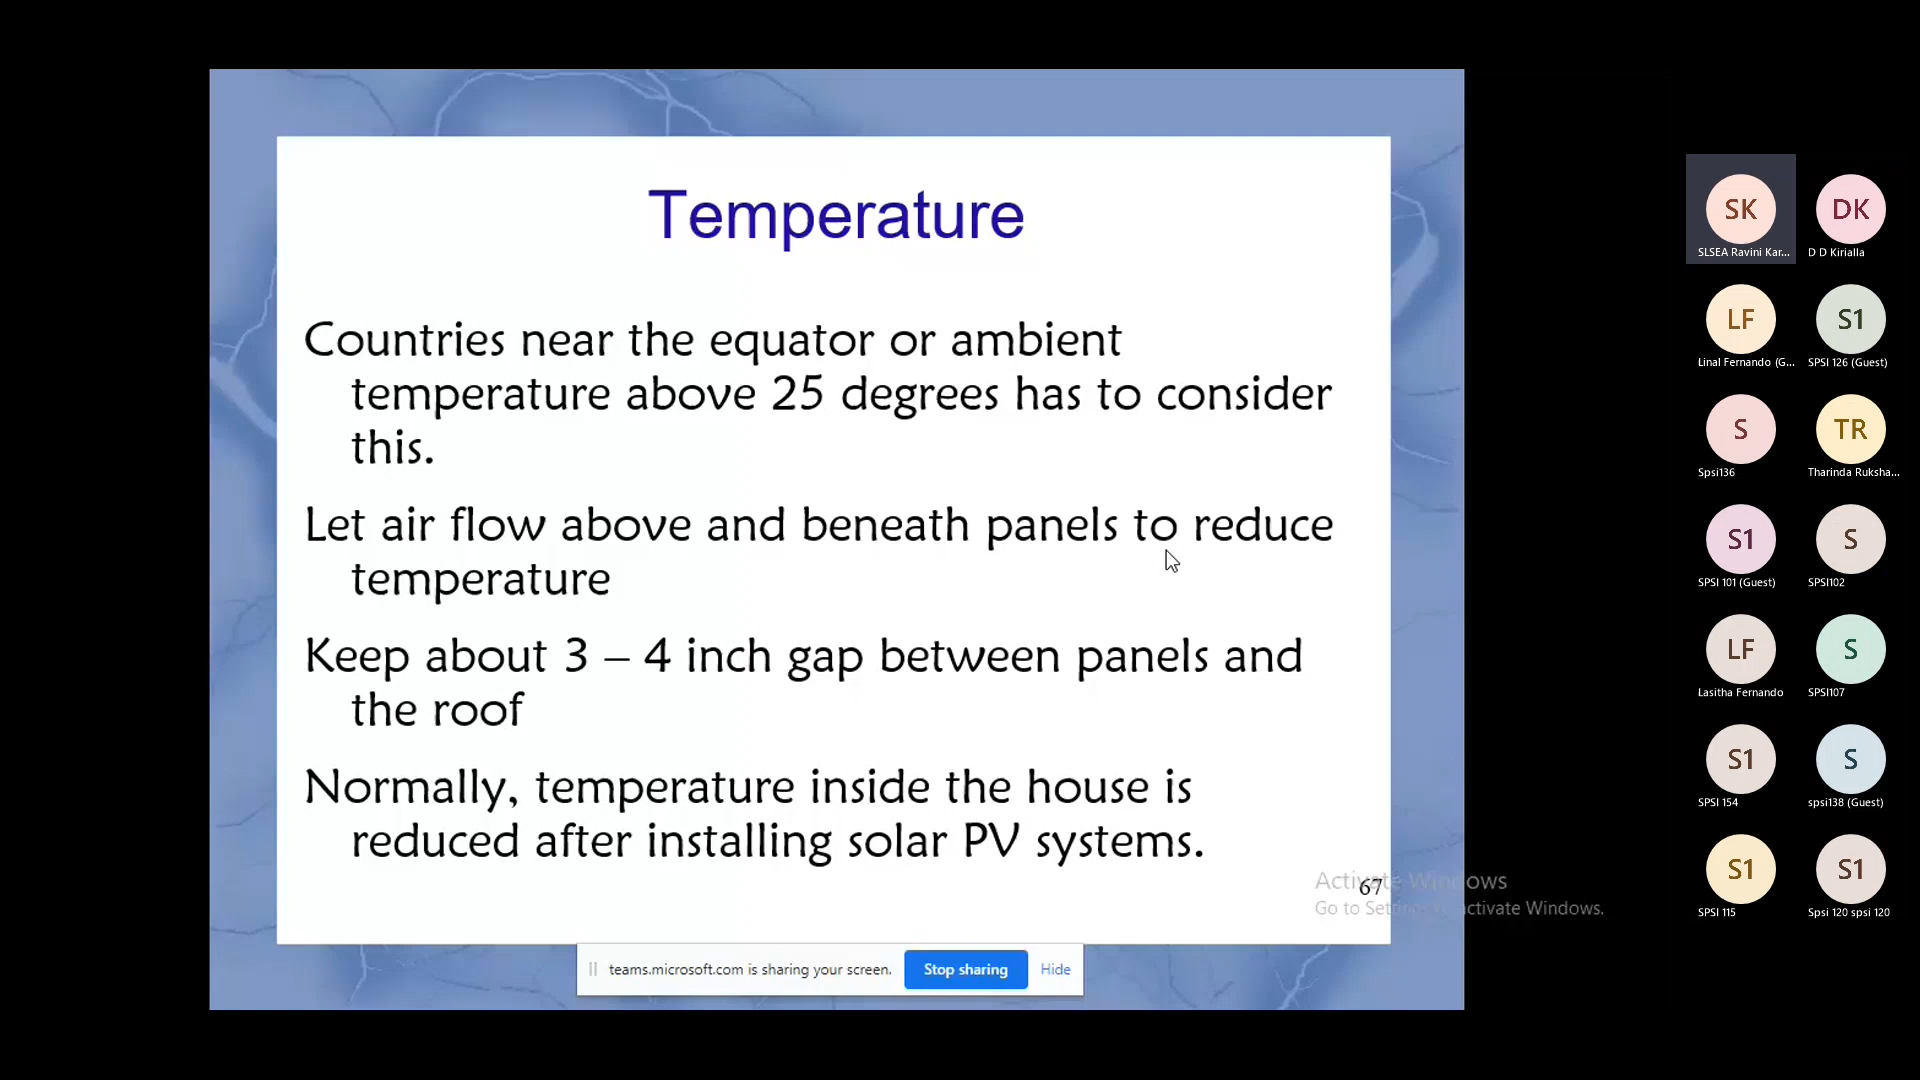 Temperature
Countries near the equator or ambient
temperature above 25 degrees has to consider
this.
Let air flow above and beneath panels to reduce
temperature
Keep about 3 – 4 inch gap between panels and
the roof
Normally, temperature inside the house is
reduced after installing solar PV systems.
67
Activate Windows
Go to Settings to activate Windows.
teams.microsoft.com is sharing your screen.
Stop sharing
Hide
SK
SLSEA Ravini Kar...
DK
D D Kirialla
LF
Linal Fernando (G...
S1
SPSI 126 (Guest)
S
Spsi136
TR
Tharinda Ruksha...
S1
SPSI 101 (Guest)
S
SPSI102
LF
Lasitha Fernando
S
SPSI107
S1
SPSI 154
S
spsi138 (Guest)
S1
SPSI 115
S1
Spsi 120 spsi 120